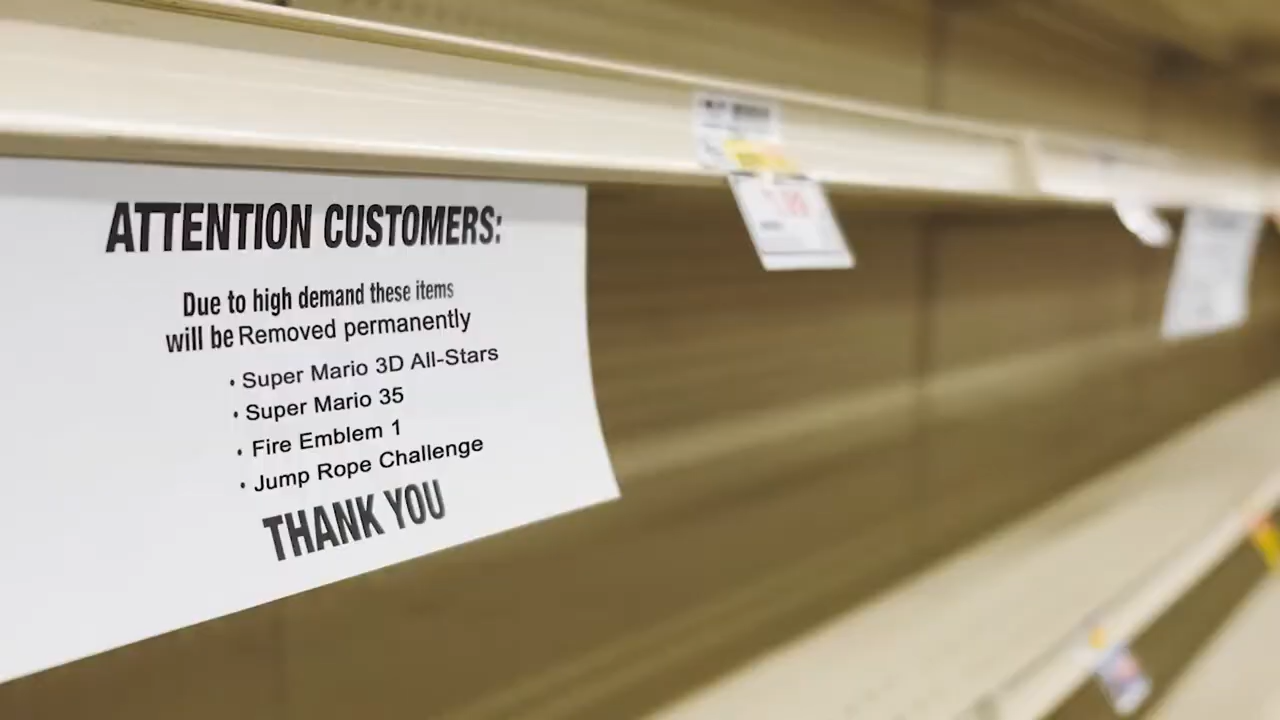 ATTENTION CUSTOMERS:
Due to high demand these items
will be Removed permanently
• Super Mario 3D All-Stars
• Super Mario 35
• Fire Emblem 1
• Jump Rope Challenge
THANK YOU